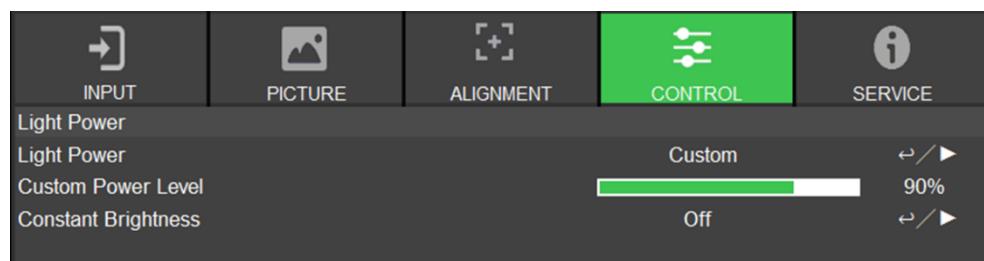 INPUT PICTURE ALIGNMENT CONTROL SERVICE
Light Power
Light Power Custom
Custom Power Level 90%
Constant Brightness Off